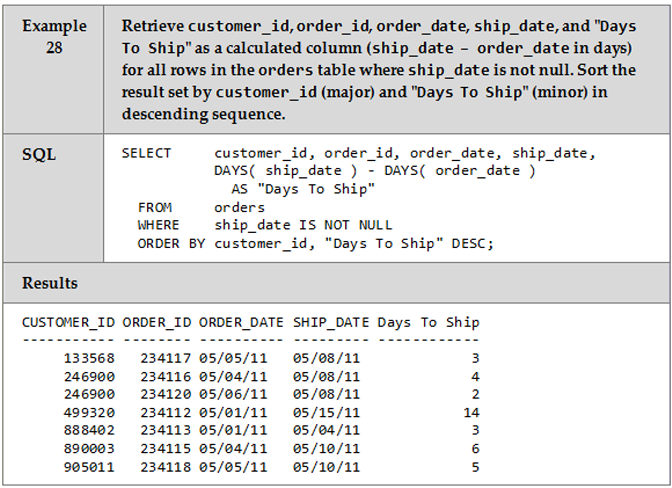 Example 28
Retrieve customer_id, order_id, order_date, ship_date, and "Days
To Ship" as a calculated column (ship_date – order_date in days)
for all rows in the orders table where ship_date is not null. Sort the
result set by customer_id (major) and "Days To Ship" (minor) in
descending sequence.
SQL
SELECT customer_id, order_id, order_date, ship_date,
DAYS( ship_date ) - DAYS( order_date )
AS "Days To Ship"
FROM orders
WHERE ship_date IS NOT NULL
ORDER BY customer_id, "Days To Ship" DESC;
Results
CUSTOMER_ID ORDER_ID ORDER_DATE SHIP_DATE Days To Ship
----------- -------- ---------- --------- ------------
133568 234117 05/05/11 05/08/11 3
246900 234116 05/04/11 05/08/11 4
246900 234120 05/06/11 05/08/11 2
499320 234112 05/01/11 05/15/11 14
888402 234113 05/01/11 05/04/11 3
890003 234115 05/04/11 05/10/11 6
905011 234118 05/05/11 05/10/11 5